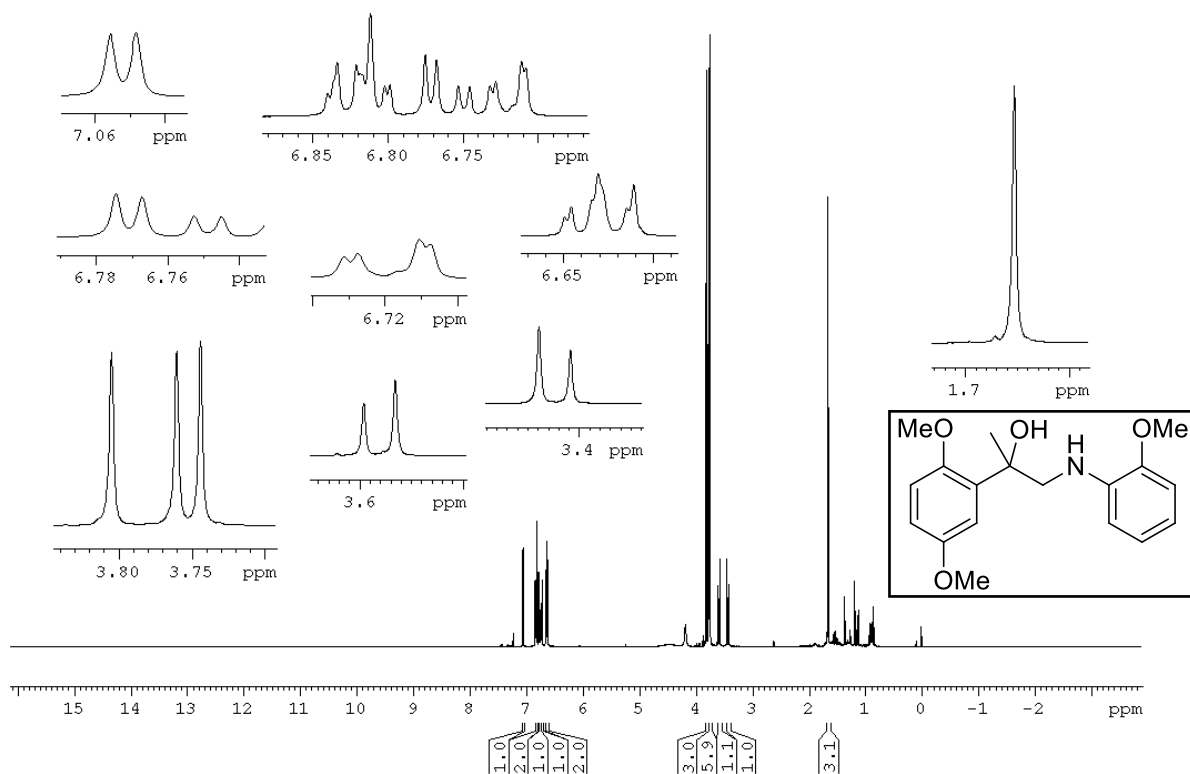 7.06 ppm
6.85 6.80 6.75 ppm
6.78 6.76 ppm
6.72 ppm
6.65 ppm
1.7 ppm
3.80 3.75 ppm
3.6 ppm
3.4 ppm
MeO OH H N OMe
OMe
15 14 13 12 11 10 9 8 7 6 5 4 3 2 1 0 -1 -2 ppm
1.0 2.0 1.0 1.0 2.0 3.0 5.9 1.1 1.0 3.1